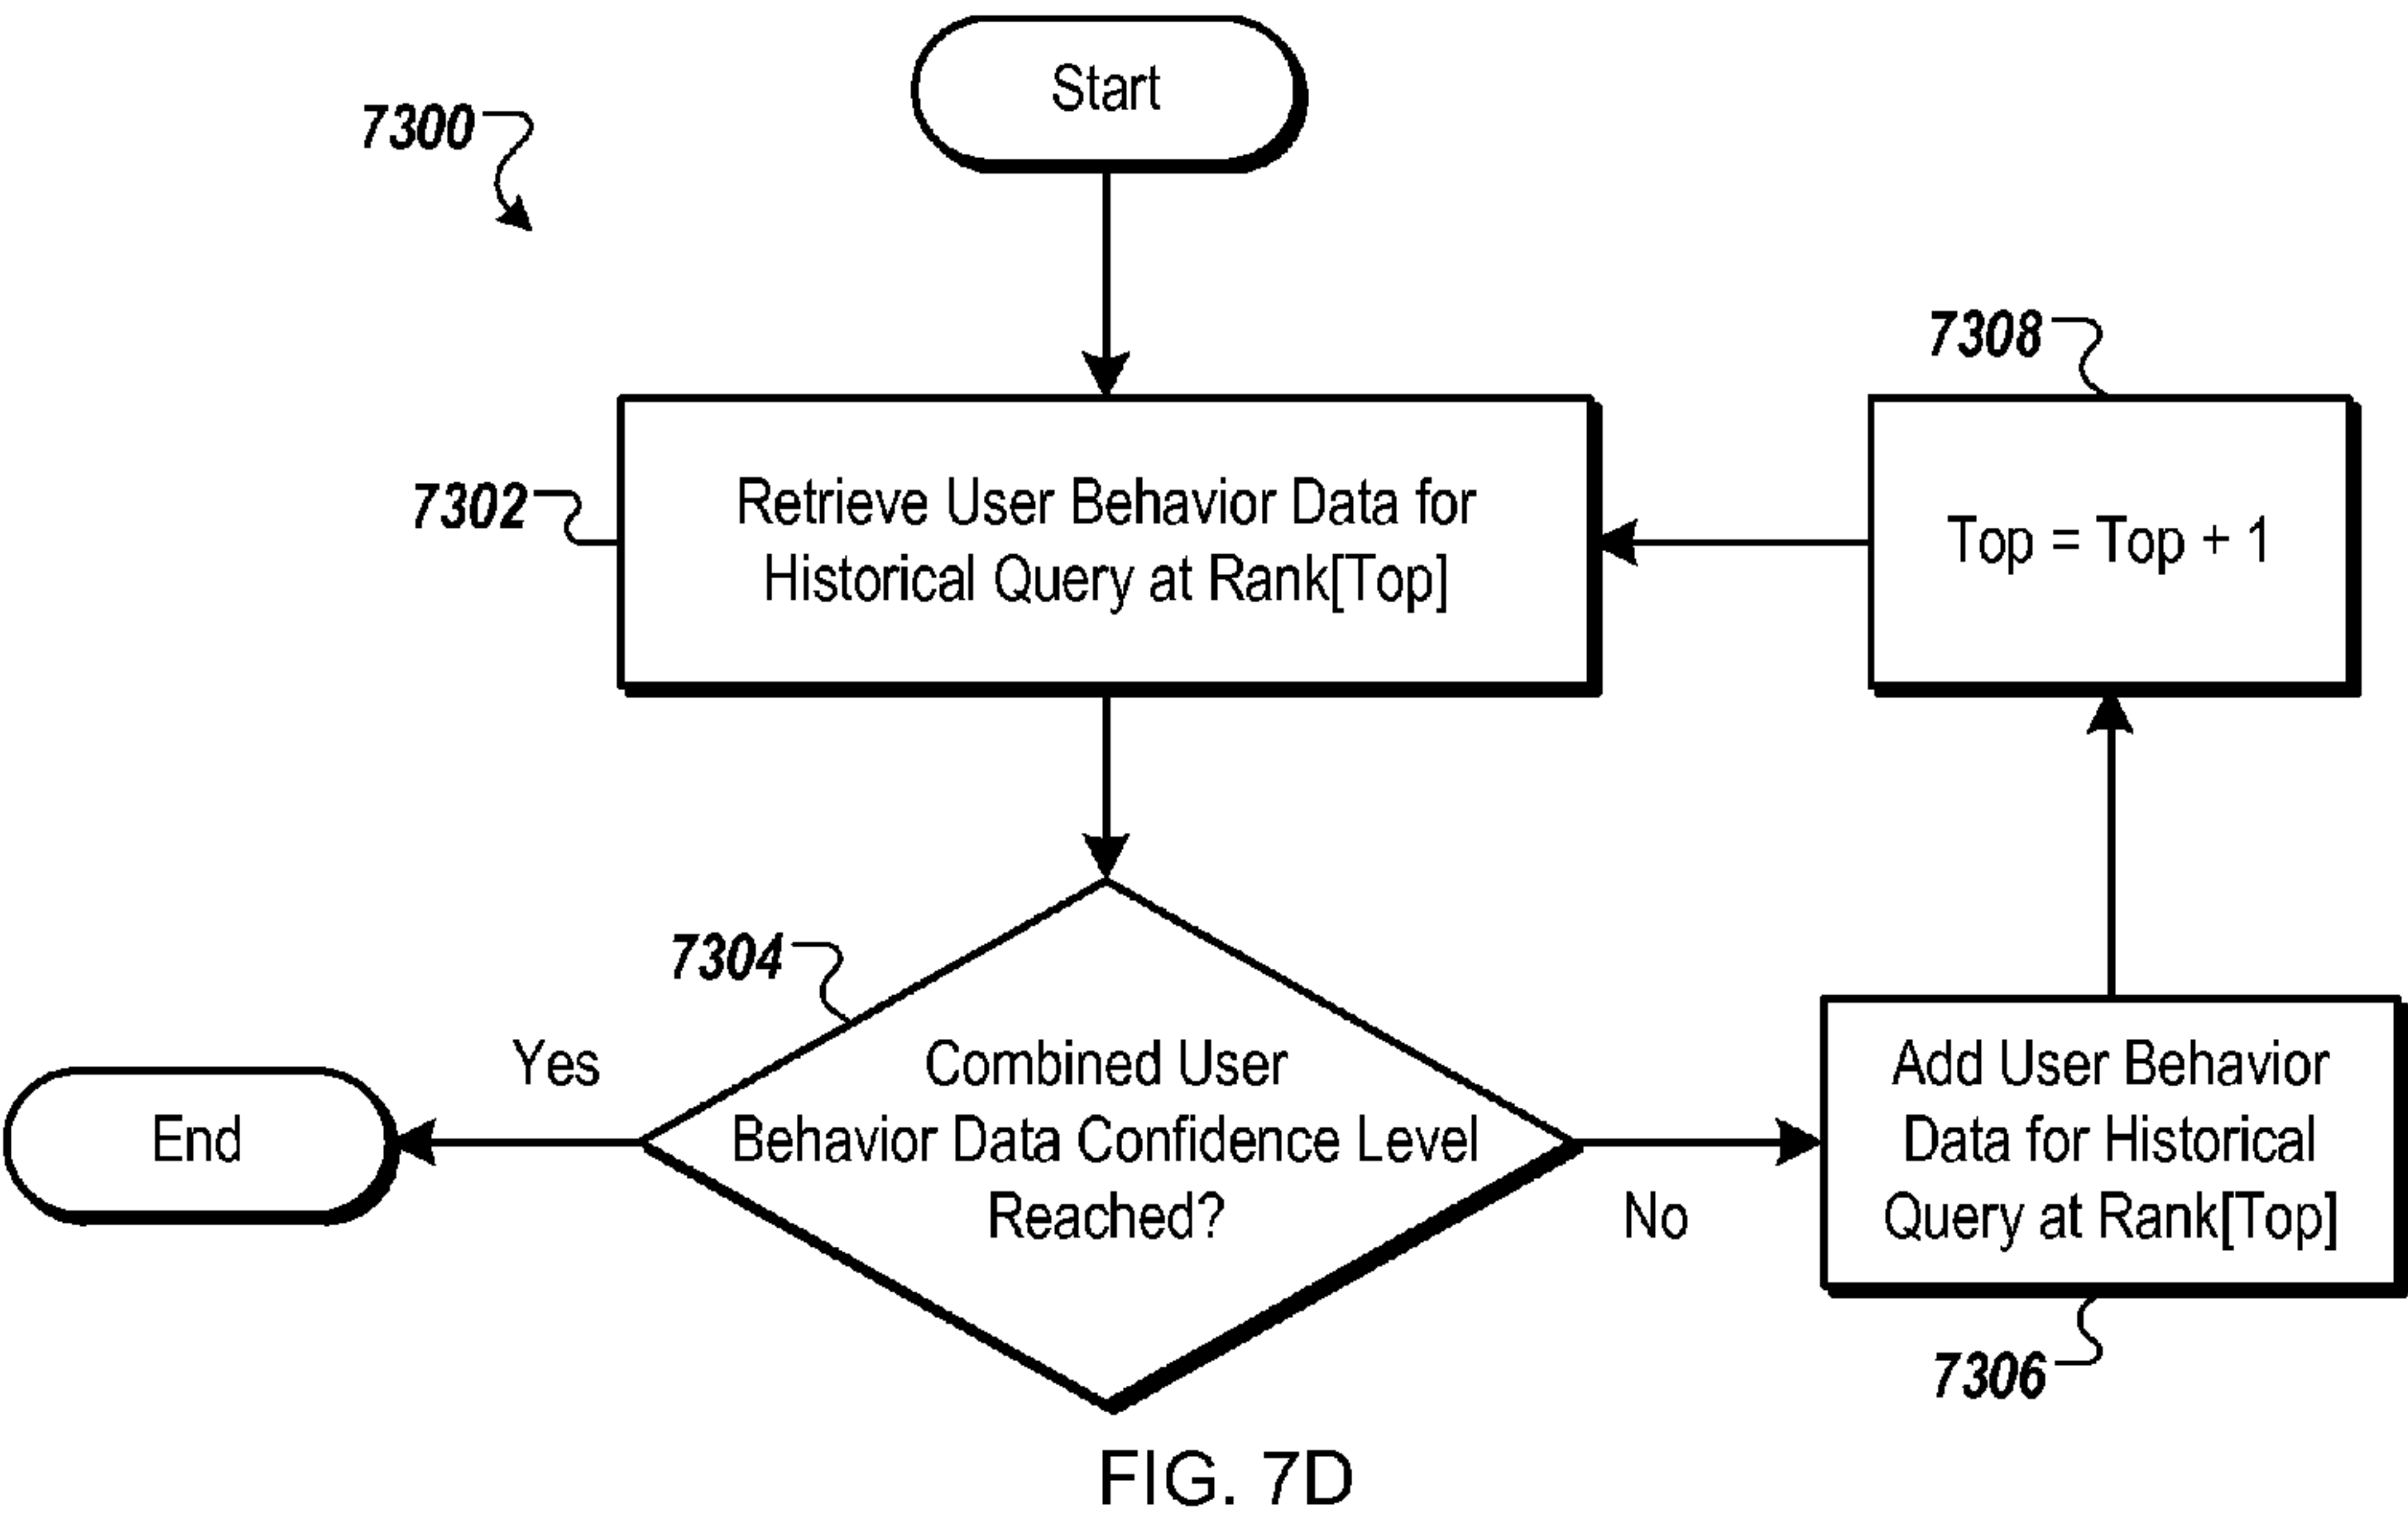 Start
7300
7308
7302
Retrieve User Behavior Data for
Historical Query at Rank[Top]
Top = Top + 1
7304
Yes
End
Combined User
Behavior Data Confidence Level
Reached?
No
Add User Behavior
Data for Historical
Query at Rank[Top]
7306
FIG. 7D